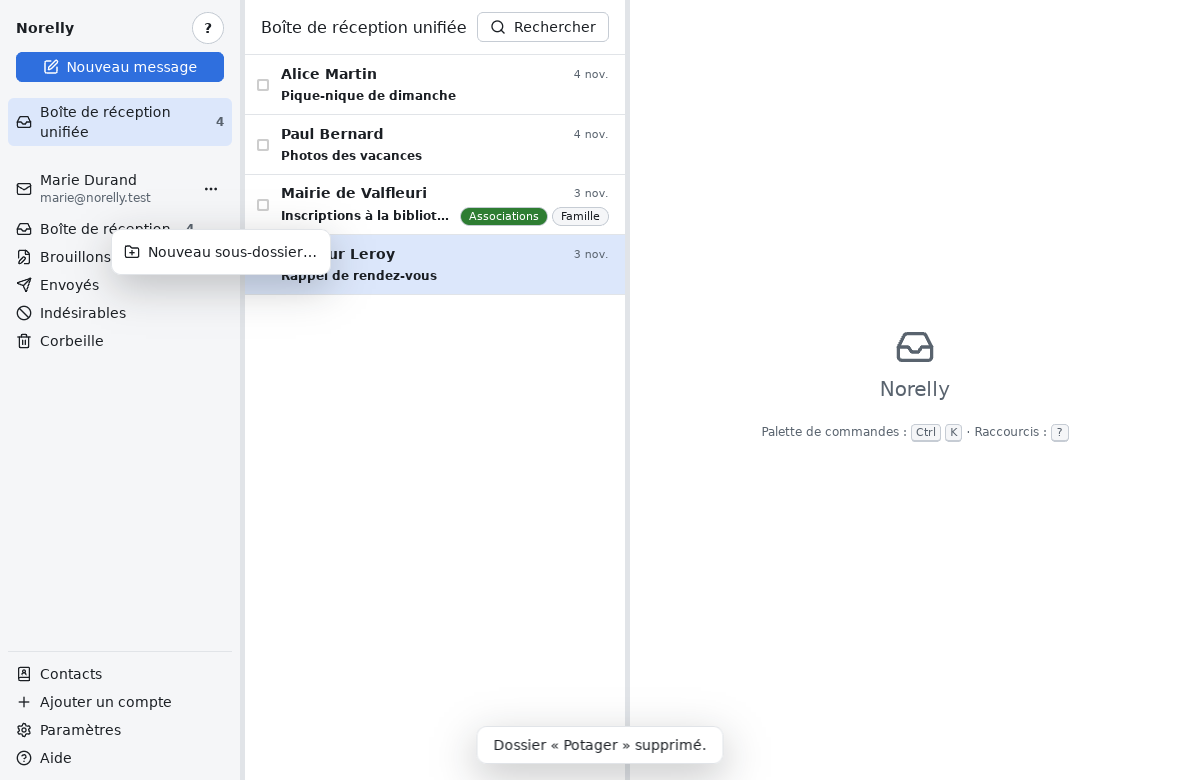 Norelly
?
Nouveau message
Boîte de réception
unifiée
4
Marie Durand
marie@norelly.test
Boîte de réception
4
Brouillons
Envoyés
Indésirables
Corbeille
Nouveau sous-dossier…
Contacts
Ajouter un compte
Paramètres
Aide
Boîte de réception unifiée
Rechercher
Alice Martin
4 nov.
Pique-nique de dimanche
Paul Bernard
4 nov.
Photos des vacances
Mairie de Valfleuri
3 nov.
Inscriptions à la bibliot…
Associations
Famille
Leroy
3 nov.
Rappel de rendez-vous
Norelly
Palette de commandes : Ctrl K · Raccourcis : ?
Dossier « Potager » supprimé.